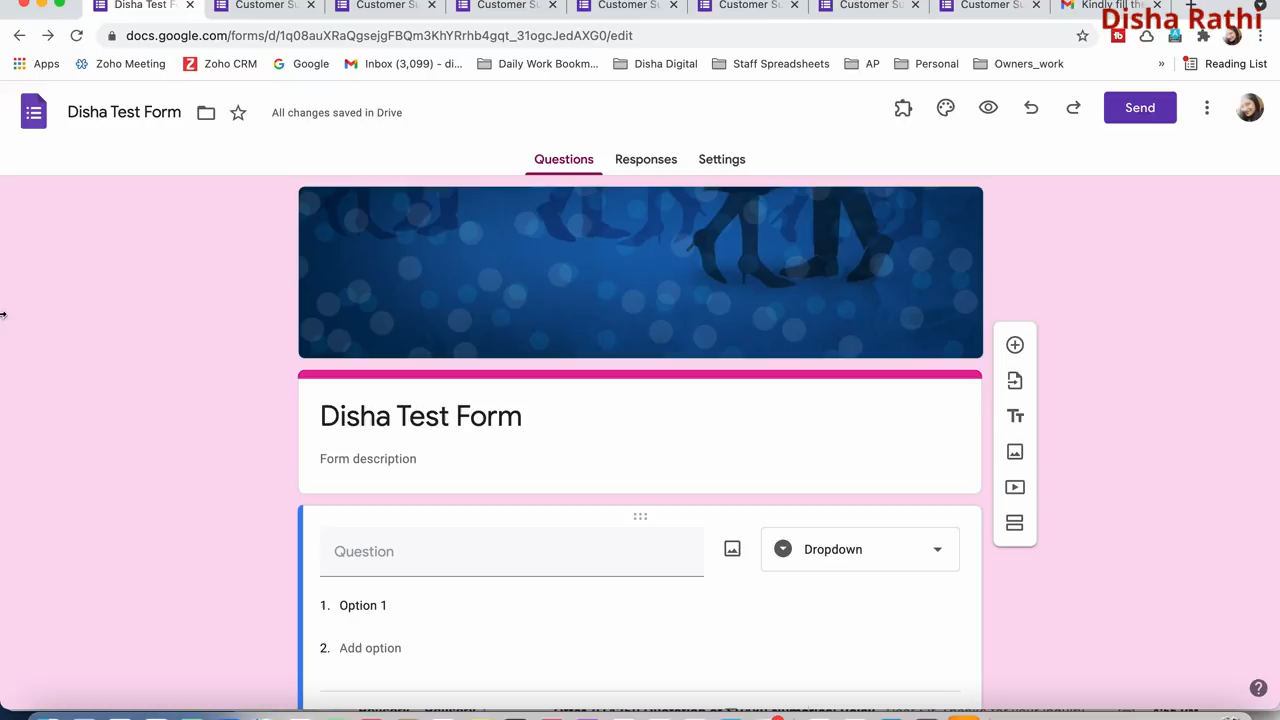 Disha Test F
Customer Su
Customer Su
Customer Su
Customer Su
Customer Su
Customer Su
Customer Su
Kindly fill the
Disha Rathi
docs.google.com/forms/d/1q08auXRaQgsejgFBQm3KhYRmb4gqt_31ogcJedAXG0/edit
Apps
Zoho Meeting
Zoho CRM
Google
Inbox (3,099) - di...
Daily Work Bookm...
Disha Digital
Staff Spreadsheets
AP
Personal
Owners_work
»
Reading List
Disha Test Form
All changes saved in Drive
Send
Questions
Responses
Settings
Disha Test Form
Form description
Question
Dropdown
1. Option 1
2. Add option